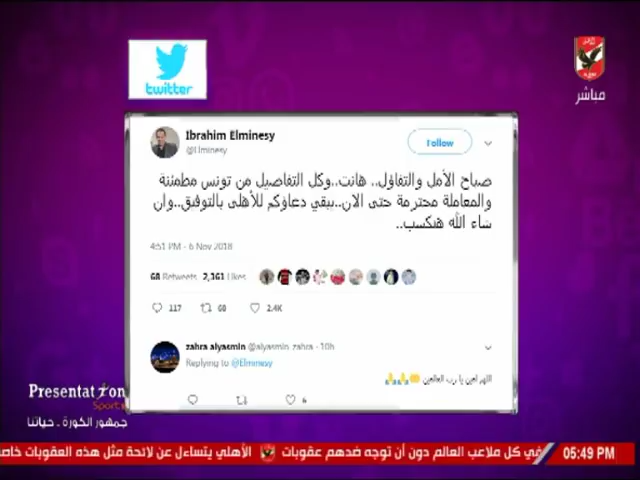 twitter
مباشر
Ibrahim Elminesy
@Elminesy
Follow
صباح الأمل والتفاؤل.. هانت..وكل التفاصيل من تونس مطمئنة
والمعاملة محترمة حتى الان..يبقي دعاؤكم للأهلى بالتوفيق..وان
شاء الله هنكسب..
4:51 PM - 6 Nov 2018
68 Retweets 2,361 Likes
117 68 2.4K
zahra alyasmin @alyasmin_zahra · 10h
Replying to @Elminesy
اللهم امين يا رب العالمين
6
Presentation
Sports
جمهور الكورة .. حياتنا
في كل ملاعب العالم دون أن توجه ضدهم عقوبات
الأهلي يتساءل عن لائحة مثل هذه العقوبات خاصة
05:49 PM